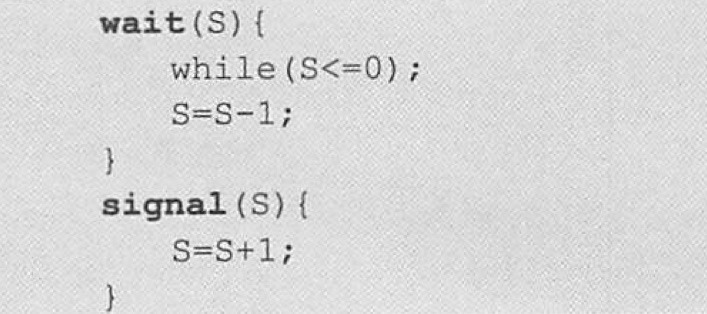 wait(S){
    while(S<=0);
    S=S-1;
}
signal(S){
    S=S+1;
}